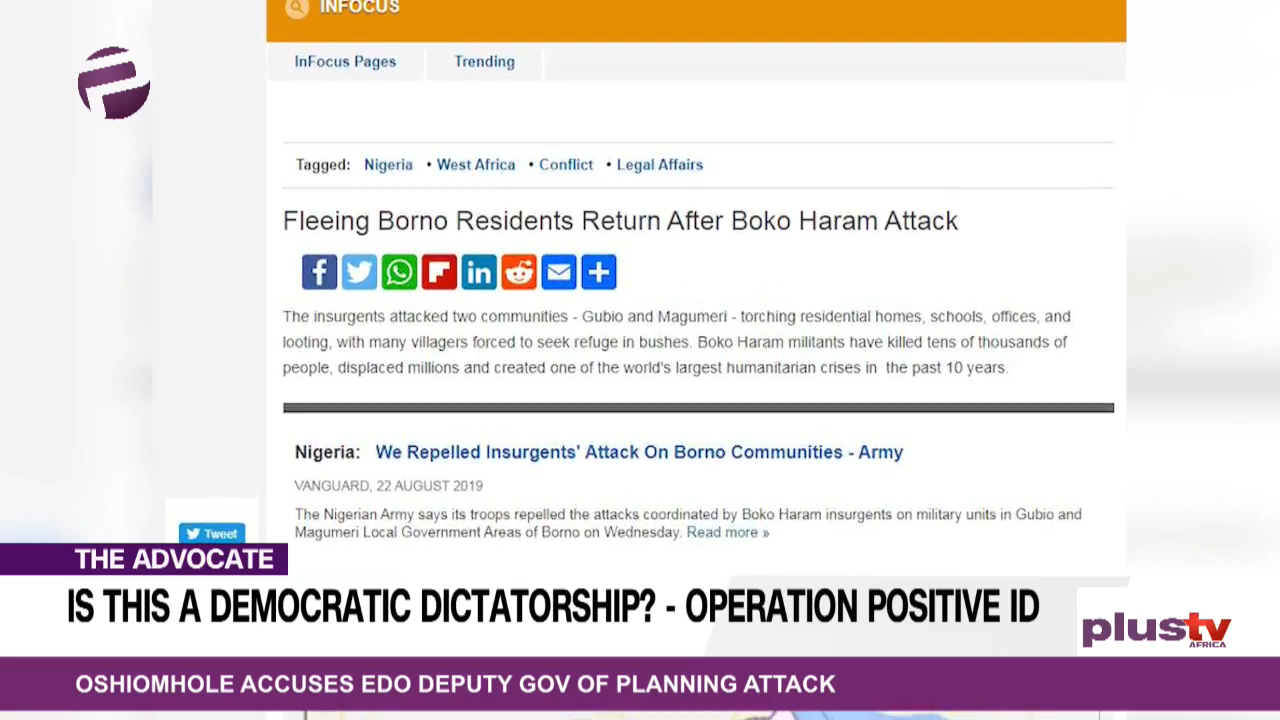 INFOCUS
InFocus Pages Trending
Tagged: Nigeria • West Africa • Conflict • Legal Affairs
Fleeing Borno Residents Return After Boko Haram Attack
The insurgents attacked two communities - Gubio and Magumeri - torching residential homes, schools, offices, and
looting, with many villagers forced to seek refuge in bushes. Boko Haram militants have killed tens of thousands of
people, displaced millions and created one of the world's largest humanitarian crises in the past 10 years.
Nigeria: We Repelled Insurgents' Attack On Borno Communities - Army
VANGUARD, 22 AUGUST 2019
The Nigerian Army says its troops repelled the attacks coordinated by Boko Haram insurgents on military units in Gubio and
Magumeri Local Government Areas of Borno on Wednesday. Read more »
Tweet
THE ADVOCATE
IS THIS A DEMOCRATIC DICTATORSHIP? - OPERATION POSITIVE ID
plustv
AFRICA
OSHIOMHOLE ACCUSES EDO DEPUTY GOV OF PLANNING ATTACK